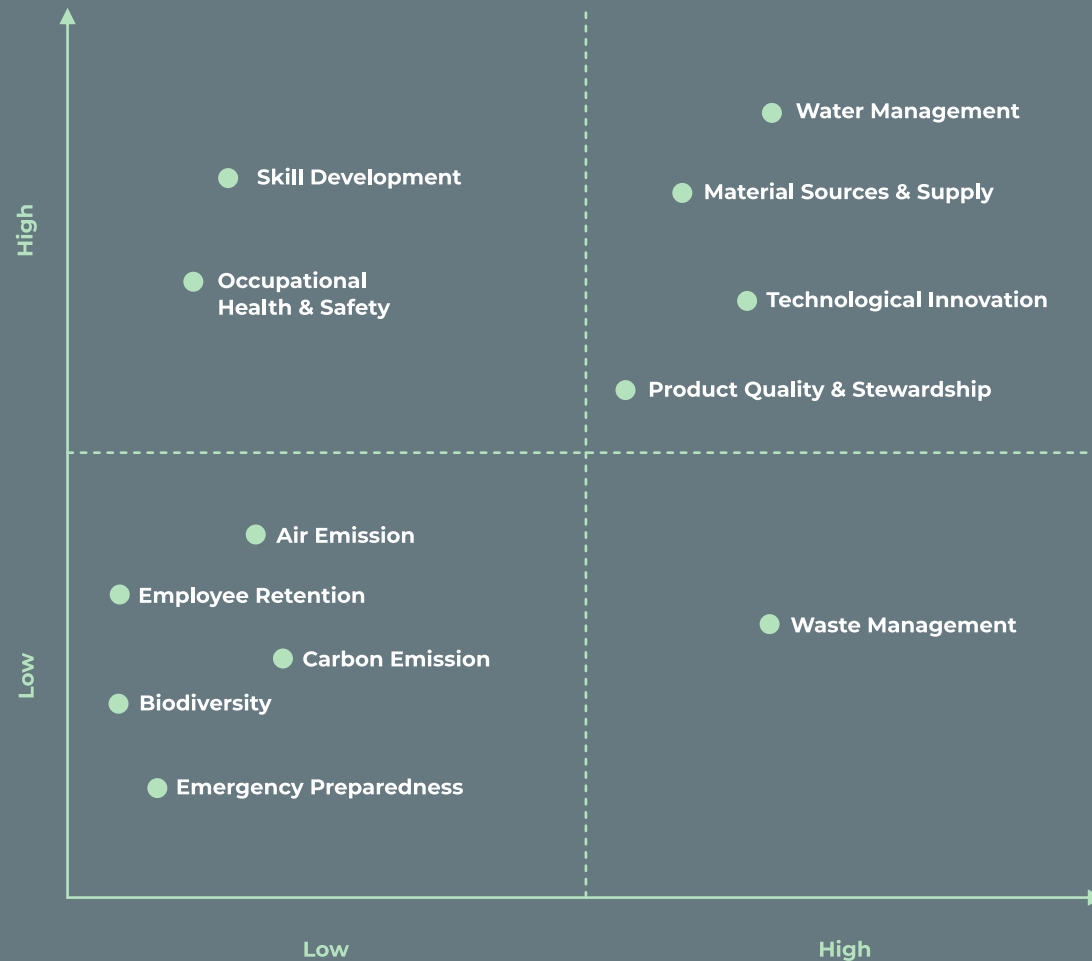 Water Management
Skill Development
Material Sources & Supply
High
Occupational
Health & Safety
Technological Innovation
Product Quality & Stewardship
Air Emission
Employee Retention
Waste Management
Carbon Emission
Low
Biodiversity
Emergency Preparedness
Low
High